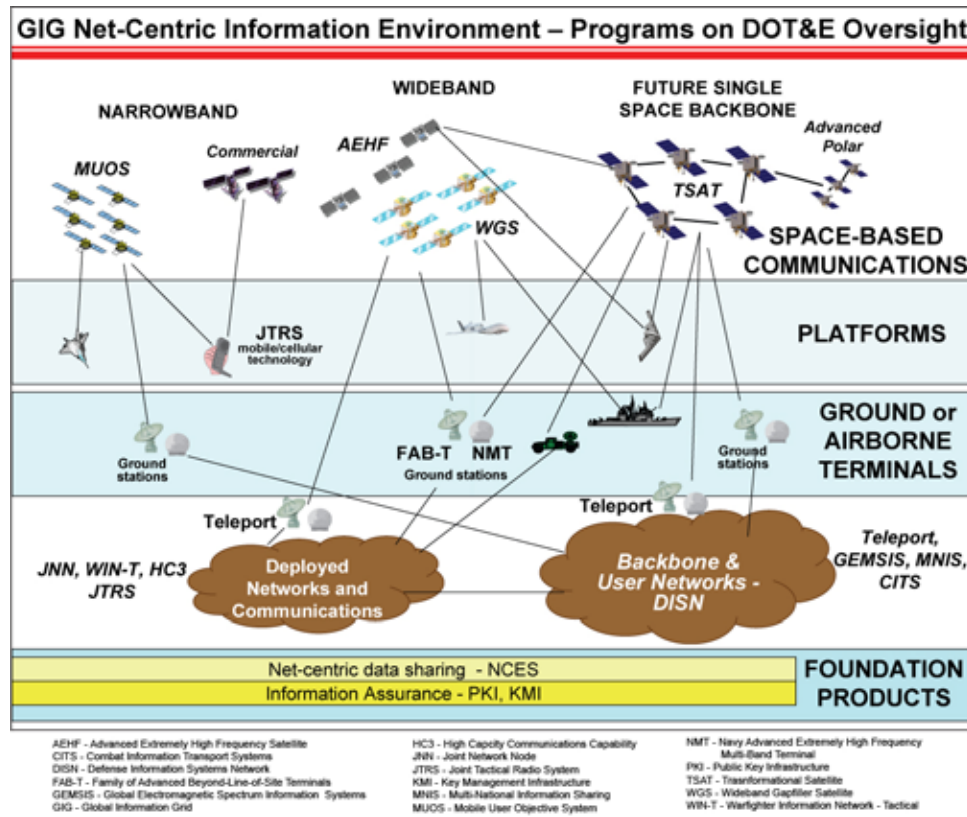 GIG Net-Centric Information Environment – Programs on DOT&E Oversight
NARROWBAND
WIDEBAND
FUTURE SINGLE
SPACE BACKBONE
MUOS
Commercial
AEHF
WGS
TSAT
Advanced
Polar
SPACE-BASED
COMMUNICATIONS
JTRS
mobile/cellular
technology
PLATFORMS
Ground
stations
FAB-T
NMT
Ground stations
Ground
stations
GROUND or
AIRBORNE
TERMINALS
Teleport
Teleport
JNN, WIN-T, HC3
JTRS
Deployed
Networks and
Communications
Backbone &
User Networks -
DISN
Teleport,
GEMSIS, MNIS,
CITS
Net-centric data sharing - NCES
Information Assurance - PKI, KMI
FOUNDATION
PRODUCTS
AEHF - Advanced Extremely High Frequency Satellite
CITS - Combat Information Transport Systems
DISN - Defense Information Systems Network
FAB-T - Family of Advanced Beyond-Line-of-Site Terminals
GEMSIS - Global Electromagnetic Spectrum Information Systems
GIG - Global Information Grid
HC3 - High Capcity Communications Capability
JNN - Joint Network Node
JTRS - Joint Tactical Radio System
KMI - Key Management Infrastructure
MNIS - Multi-National Information Sharing
MUOS - Mobile User Objective System
NMT - Navy Advanced Extremely High Frequency
Multi-Band Terminal
PKI - Public Key Infrastructure
TSAT - Trasnformational Satellite
WGS - Wideband Gapfiller Satellite
WIN-T - Warfighter Information Network - Tactical